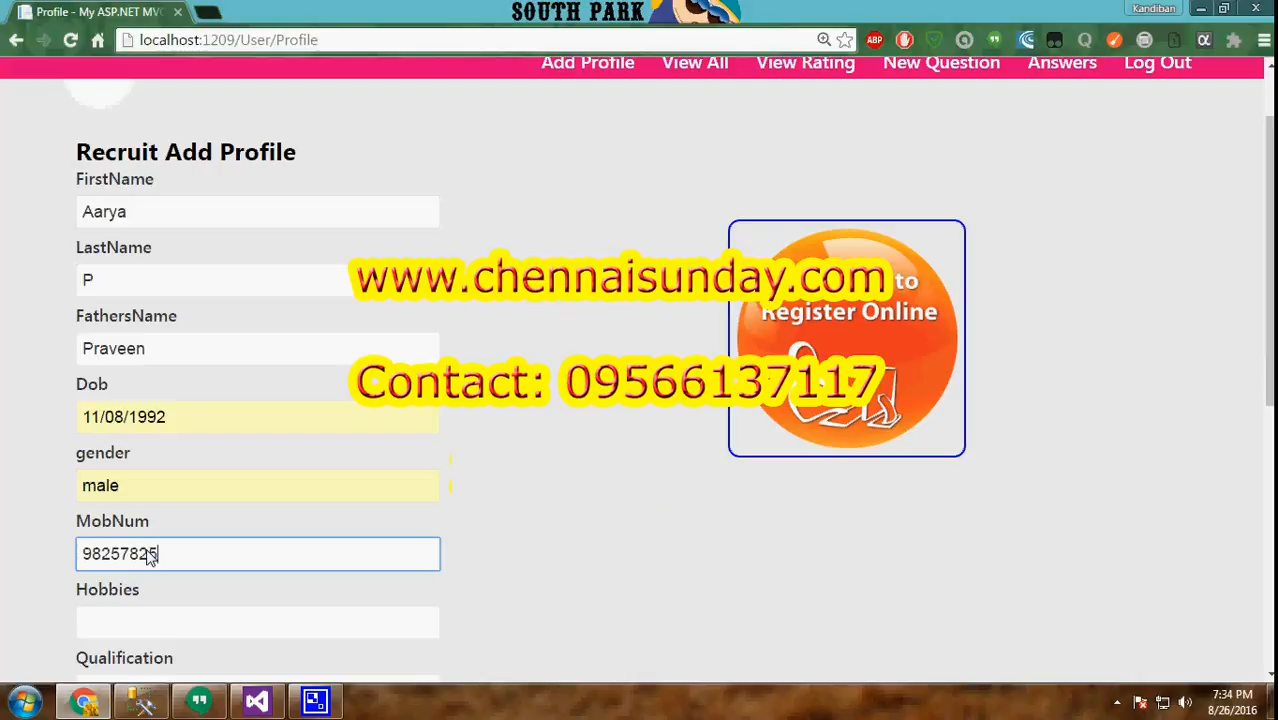 SOUTH PARK
Profile - My ASP.NET MVC
Kandiban
localhost:1209/User/Profile
ABP
Add Profile View All View Rating New Question Answers Log Out
Recruit Add Profile
FirstName
Aarya
LastName
P
FathersName
Praveen
Dob
11/08/1992
gender
male
MobNum
98257825
Hobbies
Qualification
www.chennaisunday.com
to
Register Online
Contact: 09566137117
7:34 PM
8/26/2016